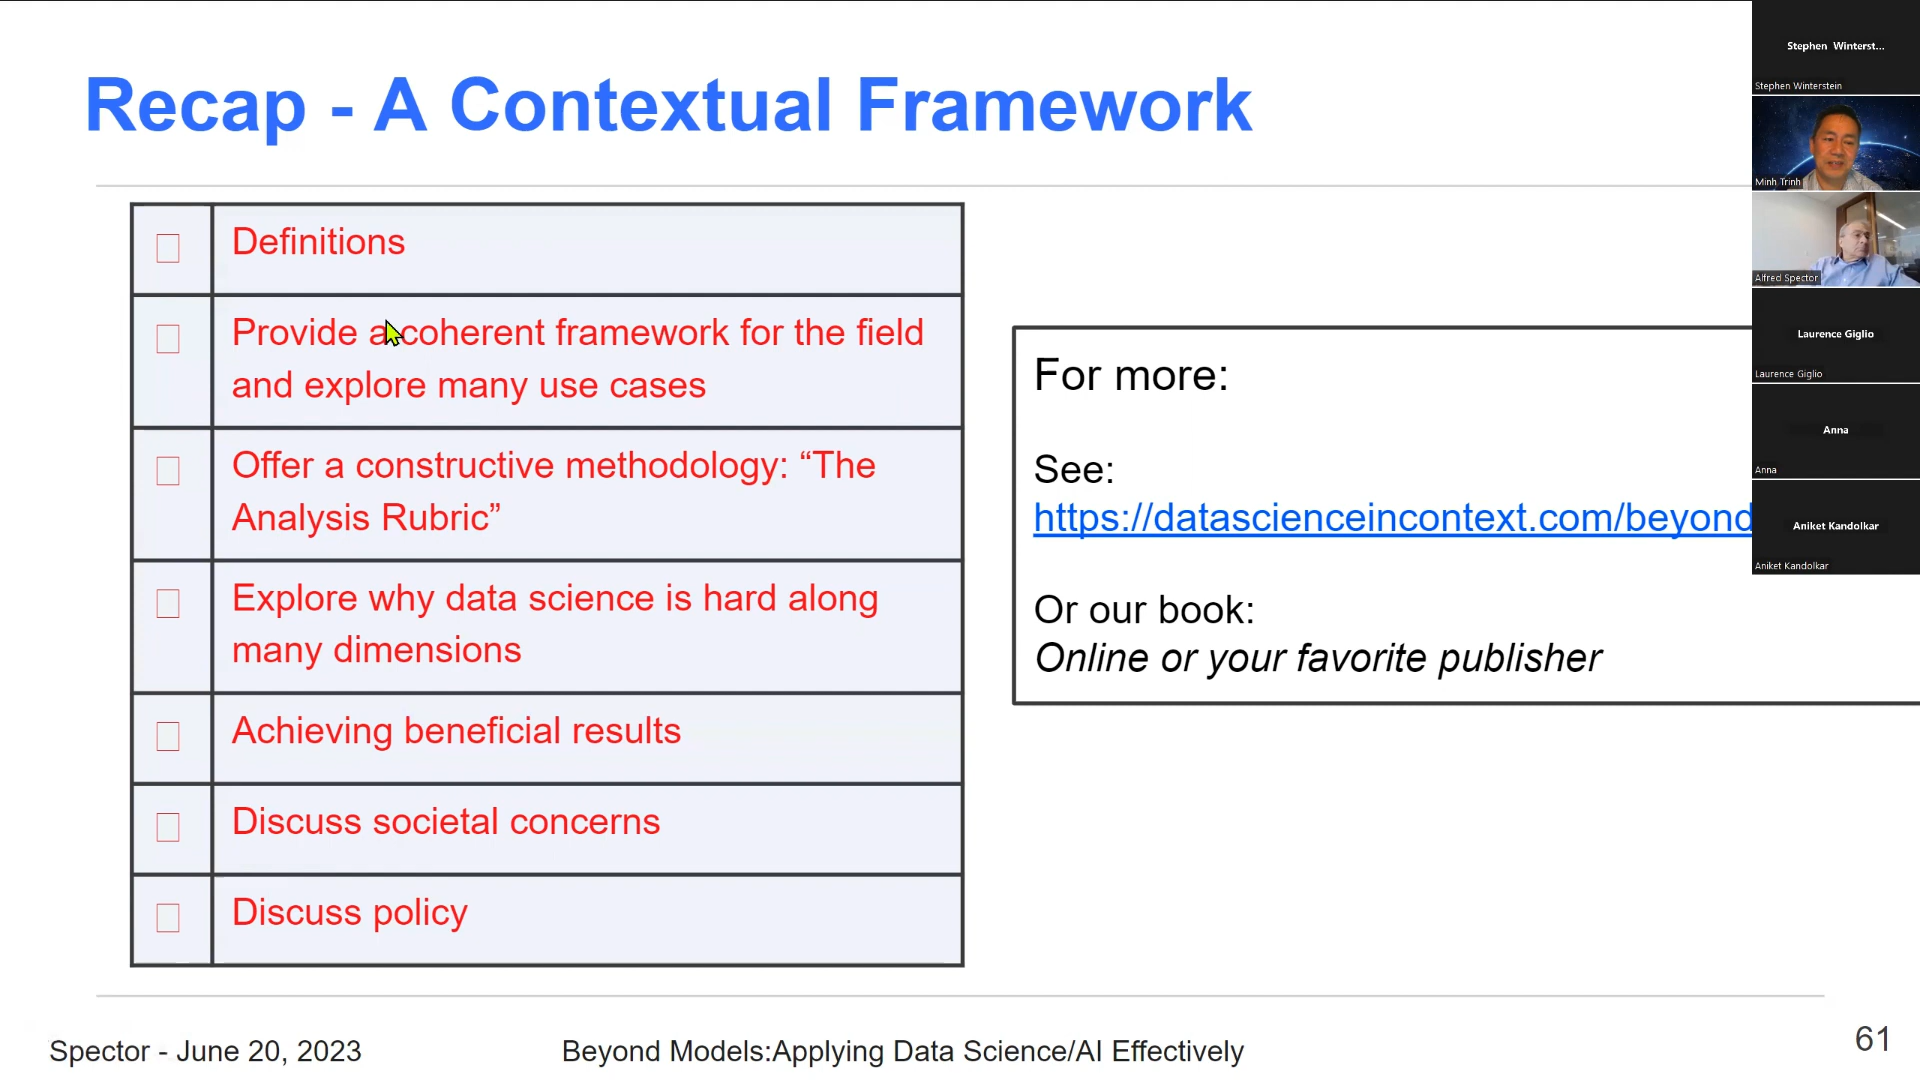 Recap - A Contextual Framework
Definitions
Provide a coherent framework for the field
and explore many use cases
Offer a constructive methodology: “The
Analysis Rubric”
Explore why data science is hard along
many dimensions
Achieving beneficial results
Discuss societal concerns
Discuss policy
For more:
See:
https://datascienceincontext.com/beyond
Or our book:
Online or your favorite publisher
Stephen Winterst...
Stephen Winterstein
Minh Trinh
Alfred Spector
Laurence Giglio
Laurence Giglio
Anna
Anna
Aniket Kandolkar
Aniket Kandolkar
Spector - June 20, 2023
Beyond Models:Applying Data Science/AI Effectively
61